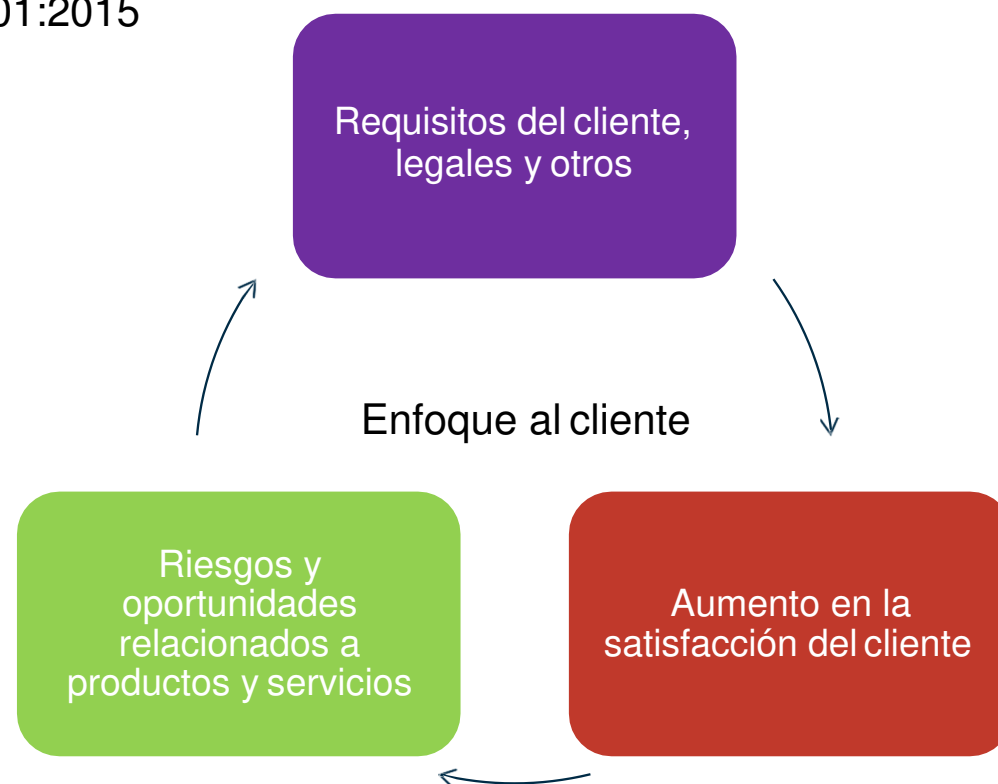 01:2015
Requisitos del cliente,
legales y otros
Enfoque al cliente
Riesgos y
oportunidades
relacionados a
productos y servicios
Aumento en la
satisfacción del cliente